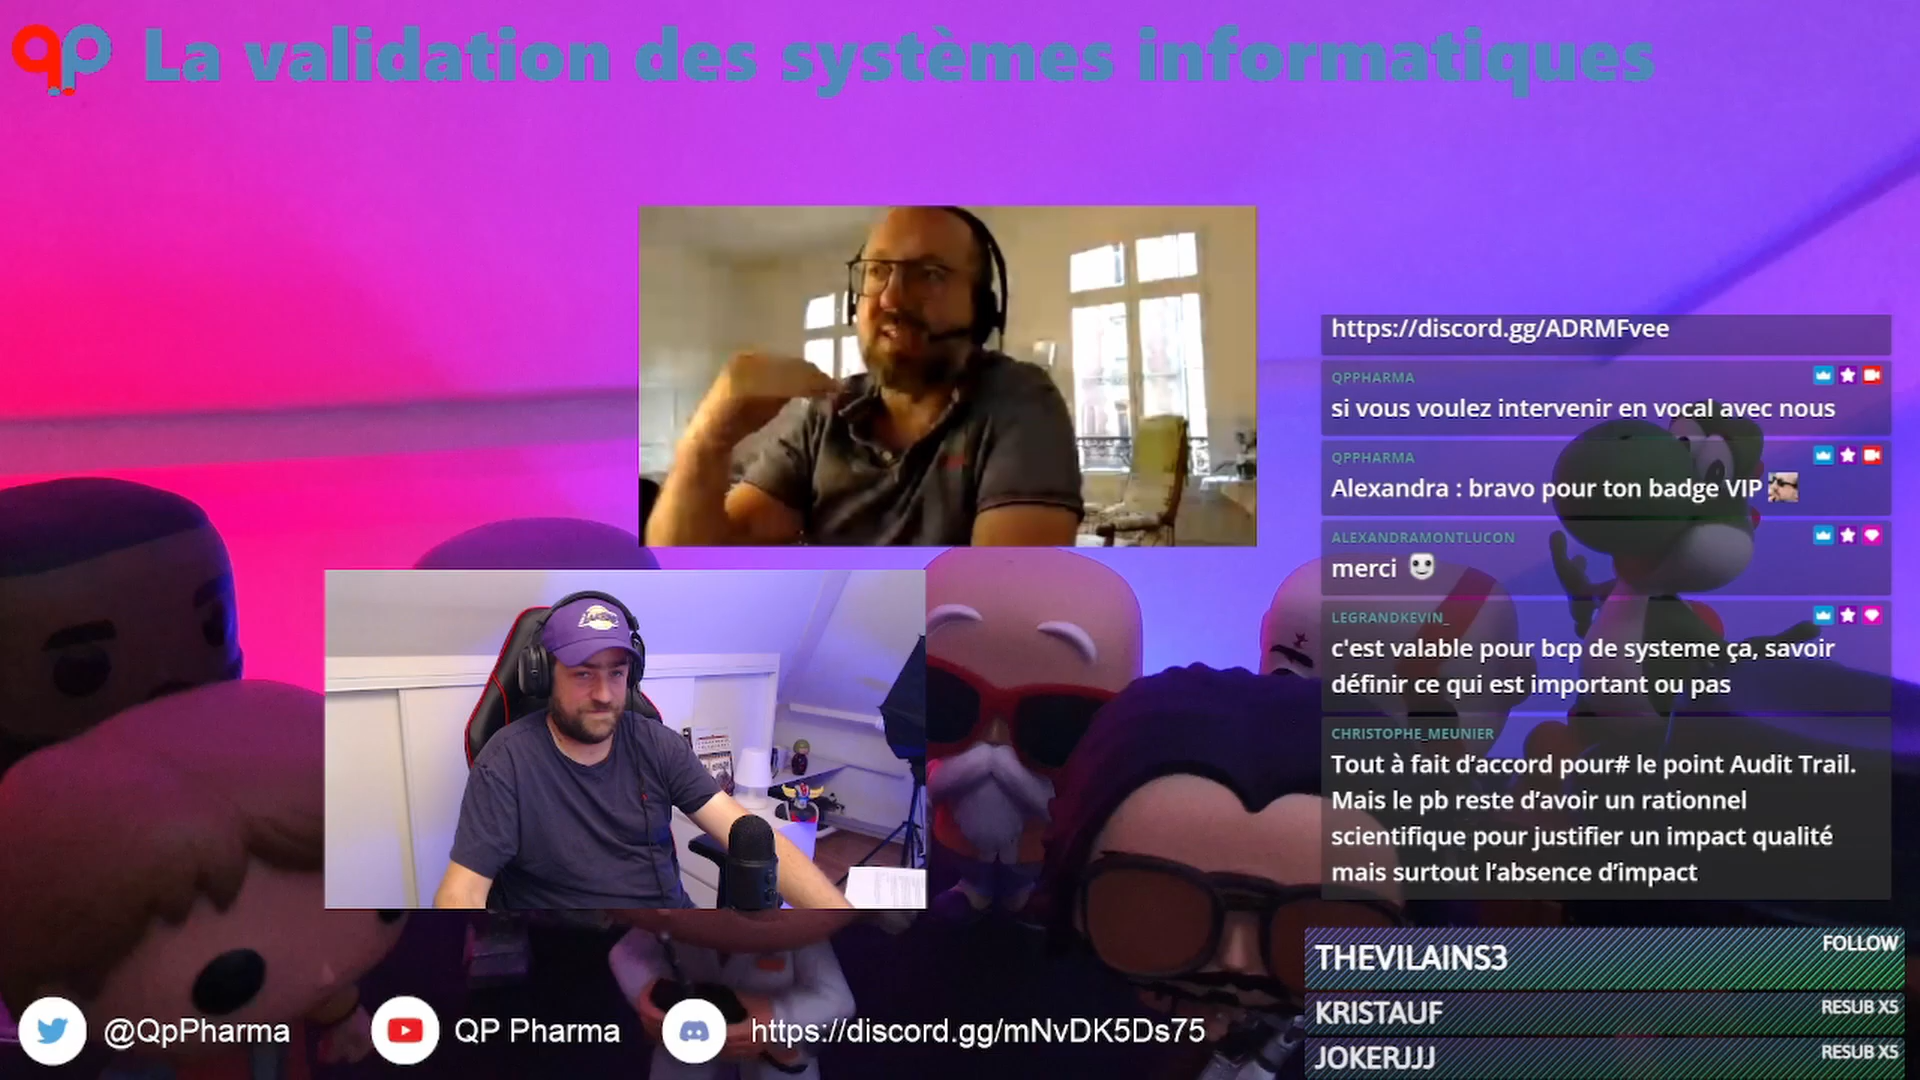 qp La validation des systèmes informatiques
https://discord.gg/ADRMFvee
QPPHARMA
si vous voulez intervenir en vocal avec nous
QPPHARMA
Alexandra : bravo pour ton badge VIP
ALEXANDRAMONTLUCON
merci
LEGRANDKEVIN_
c'est valable pour bcp de systeme ça, savoir
définir ce qui est important ou pas
CHRISTOPHE_MEUNIER
Tout à fait d’accord pour# le point Audit Trail.
Mais le pb reste d’avoir un rationnel
scientifique pour justifier un impact qualité
mais surtout l’absence d’impact
THEVILAINS3 FOLLOW
KRISTAUF RESUB X5
JOKERJJJ RESUB X5
@QpPharma QP Pharma https://discord.gg/mNvDK5Ds75